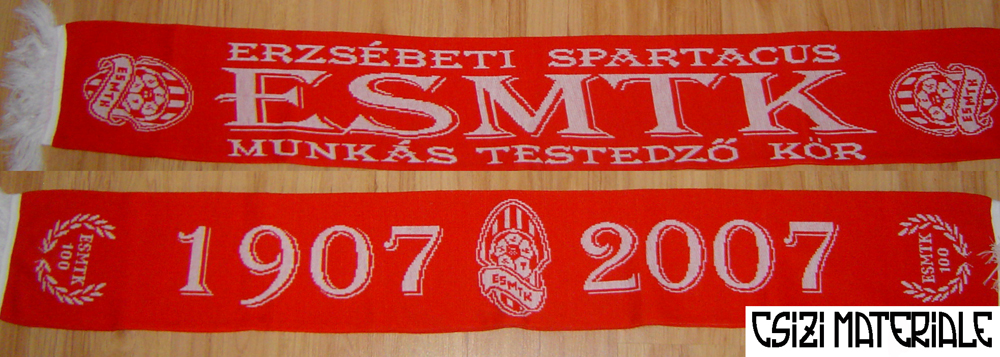 ERZSÉBETI SPARTACUS
ESMTK
ESMTK
ESMTK
MUNKÁS TESTEDZŐ KÖR
ESMTK
100
1907
ESMTK
2007
ESMTK
100
CSIZI MATERIALE